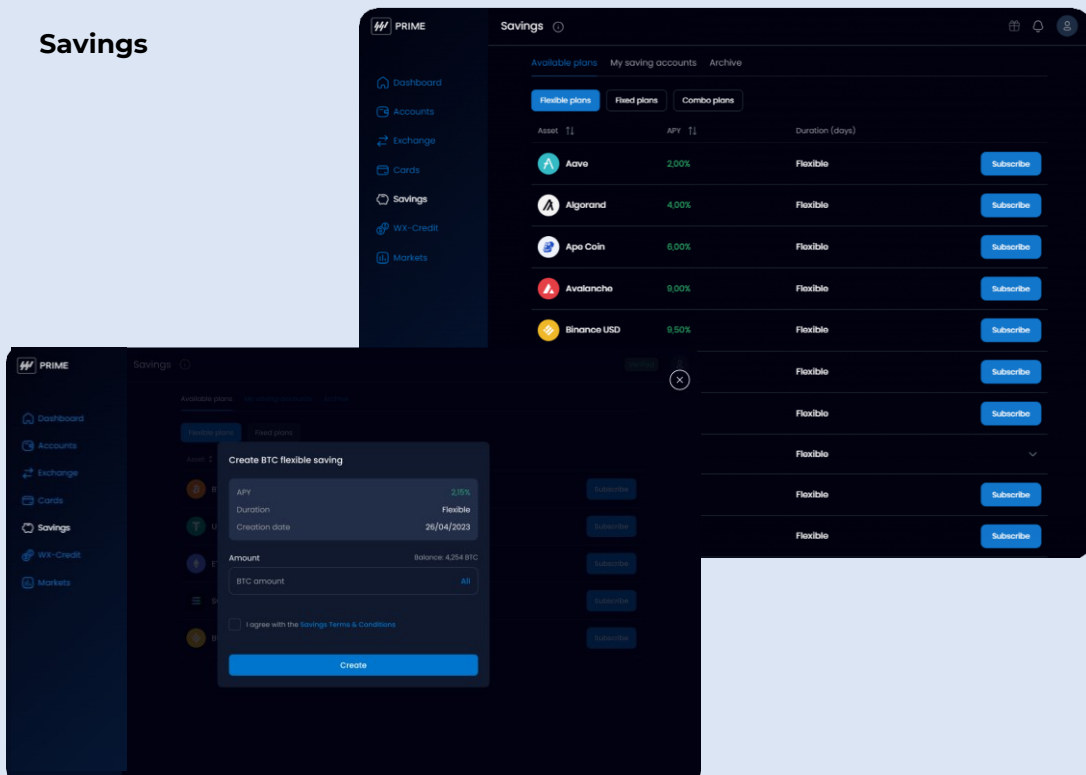 Savings
PRIME
Savings
Dashboard
Accounts
Exchange
Cards
Savings
WX-Credit
Markets
Available plans My saving accounts Archive
Flexible plans Fixed plans Combo plans
Asset APY Duration (days)
Aave 2,00% Flexible Subscribe
Algorand 4,00% Flexible Subscribe
Ape Coin 6,00% Flexible Subscribe
Avalanche 9,00% Flexible Subscribe
Binance USD 9,50% Flexible Subscribe
Flexible Subscribe
Flexible Subscribe
Flexible
Flexible Subscribe
Flexible Subscribe
PRIME
Savings
Dashboard
Accounts
Exchange
Cards
Savings
WX-Credit
Markets
Available plans My saving accounts Archive
Flexible plans Fixed plans
Asset
B Subscribe
U Subscribe
E Subscribe
S Subscribe
B Subscribe
Create BTC flexible saving
APY 2,15%
Duration Flexible
Creation date 26/04/2023
Amount Balance: 4,254 BTC
BTC amount All
I agree with the Savings Terms & Conditions
Create